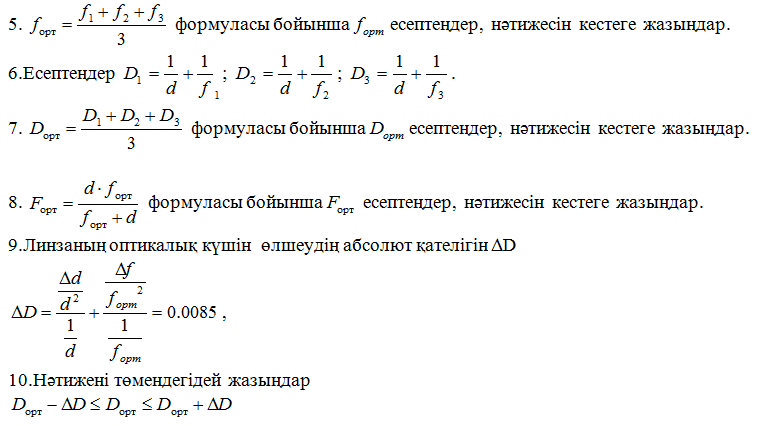 5. f_орт = (f₁ + f₂ + f₃)/3 формуласы бойынша f_орт есептеңдер, нәтижесін кестеге жазыңдар.
6.Есептеңдер D₁ = 1/d + 1/f ₁ ; D₂ = 1/d + 1/f₂ ; D₃ = 1/d + 1/f₃ .
7. D_орт = (D₁ + D₂ + D₃)/3 формуласы бойынша D_орт есептеңдер, нәтижесін кестеге жазыңдар.
8. F_орт = (d · f_орт)/(f_орт + d) формуласы бойынша F_орт есептеңдер, нәтижесін кестеге жазыңдар.
9.Линзаның оптикалық күшін өлшеудің абсолют қателігін ΔD
ΔD = (Δd/d²)/(1/d) + (Δf/f_орт²)/(1/f_орт) = 0.0085 ,
10.Нәтижені төмендегідей жазыңдар
D_орт − ΔD ≤ D_орт ≤ D_орт + ΔD